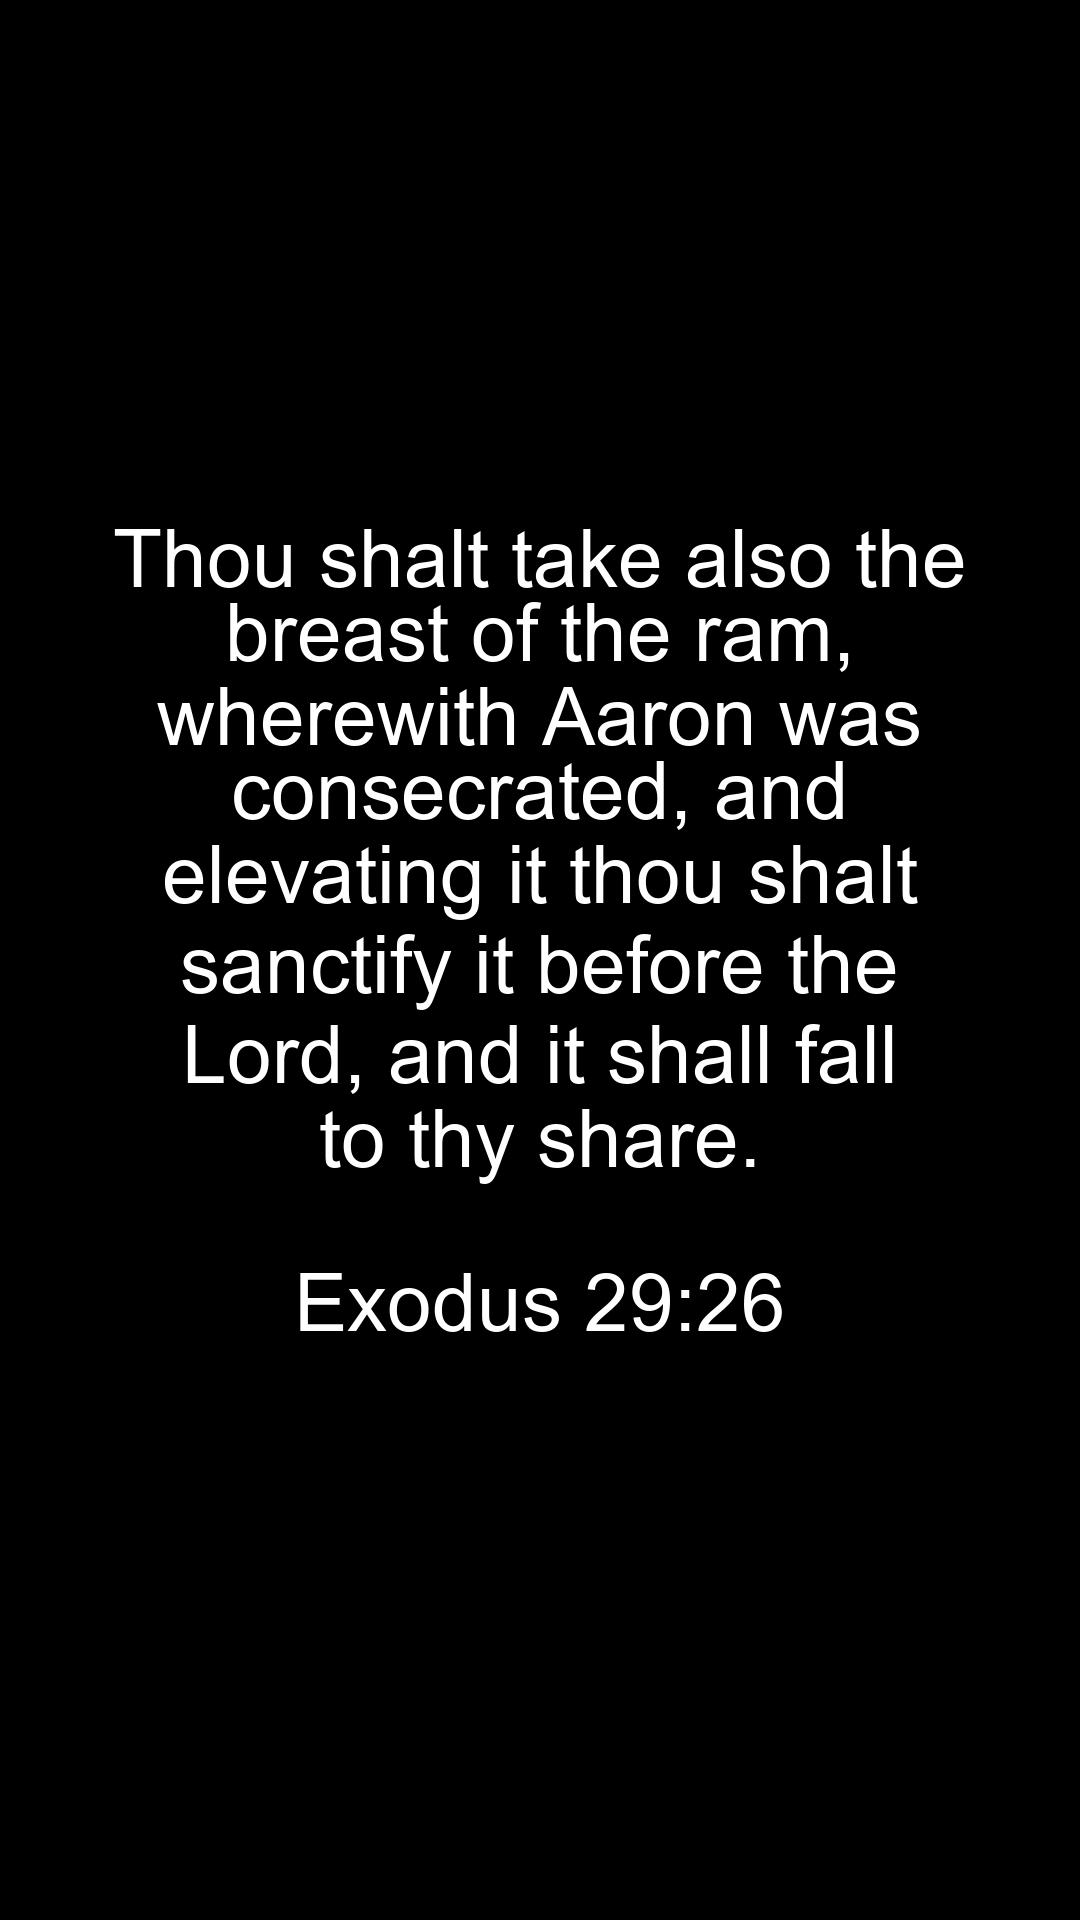 Thou shalt take also the
breast of the ram,
wherewith Aaron was
consecrated, and
elevating it thou shalt
sanctify it before the
Lord, and it shall fall
to thy share.
Exodus 29:26